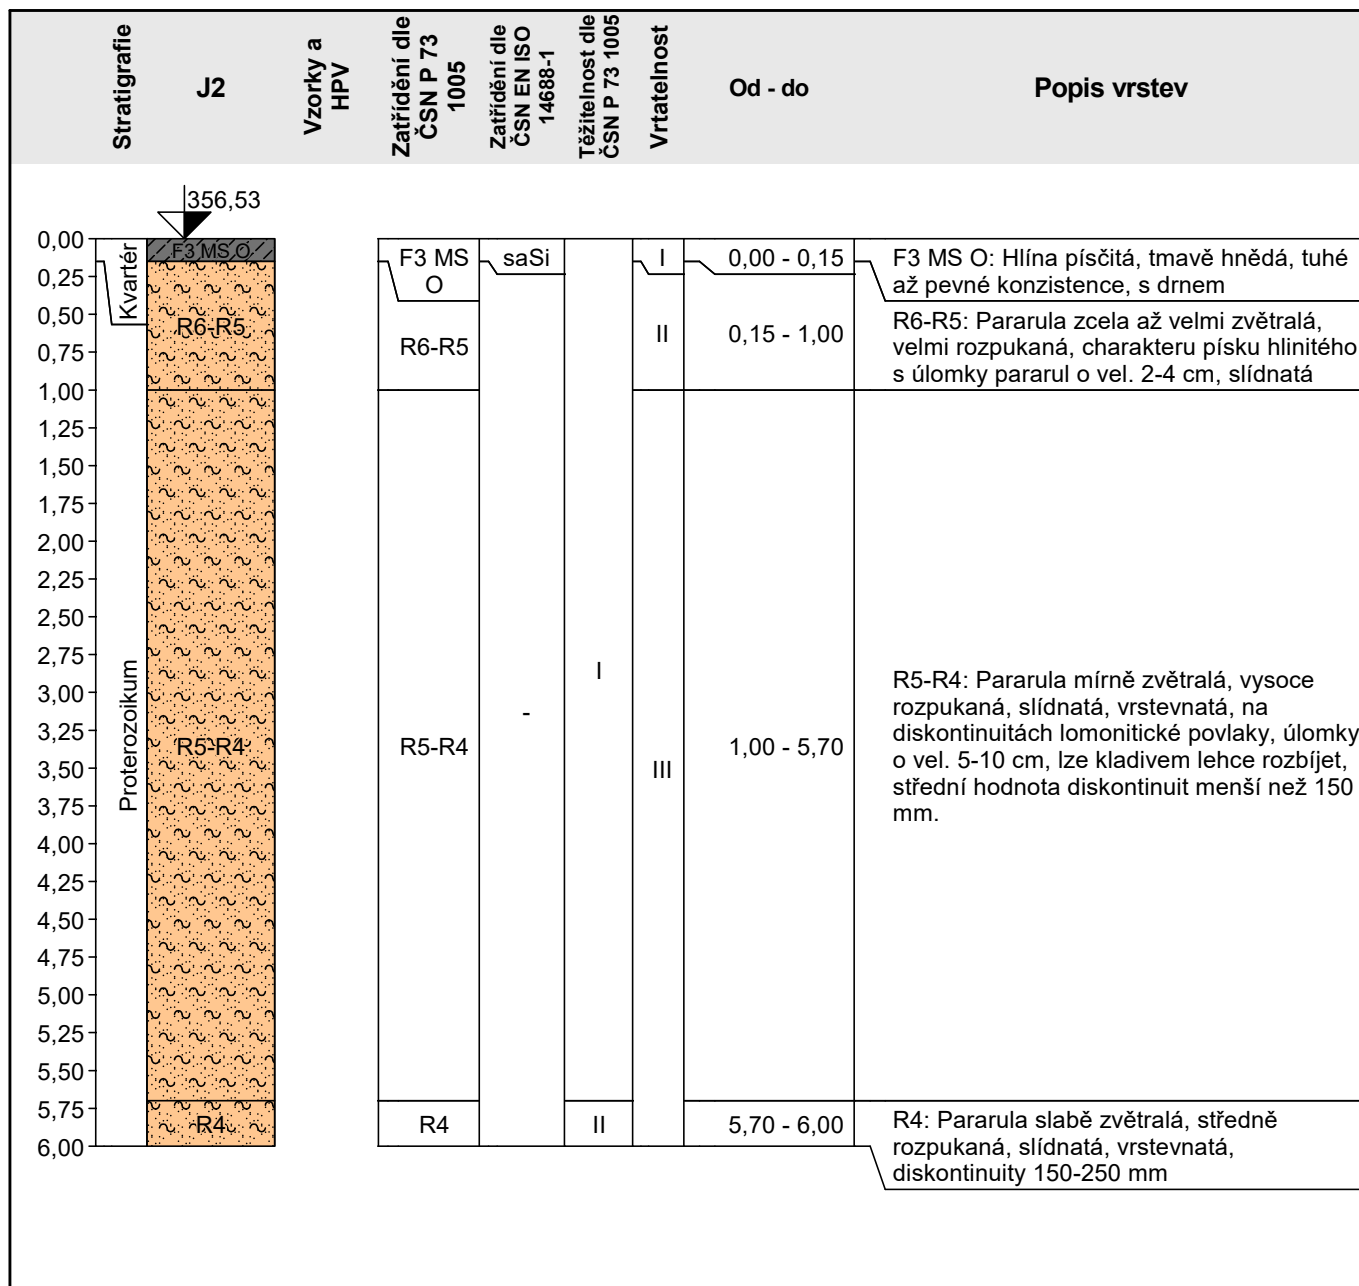 Stratigrafie
J2
Vzorky a
HPV
Zatřídění dle
ČSN P 73
1005
Zatřídění dle
ČSN EN ISO
14688-1
Těžitelnost dle
ČSN P 73 1005
Vrtatelnost
Od - do
Popis vrstev
356,53
0,00
0,25
0,50
0,75
1,00
1,25
1,50
1,75
2,00
2,25
2,50
2,75
3,00
3,25
3,50
3,75
4,00
4,25
4,50
4,75
5,00
5,25
5,50
5,75
6,00
Kvartér
Proterozoikum
F3 MS O
R6-R5
R5-R4
R4
F3 MS
O
R6-R5
R5-R4
R4
saSi
-
I
II
I
II
III
0,00 - 0,15
0,15 - 1,00
1,00 - 5,70
5,70 - 6,00
F3 MS O: Hlína písčitá, tmavě hnědá, tuhé
až pevné konzistence, s drnem
R6-R5: Pararula zcela až velmi zvětralá,
velmi rozpukaná, charakteru písku hlinitého
s úlomky pararul o vel. 2-4 cm, slídnatá
R5-R4: Pararula mírně zvětralá, vysoce
rozpukaná, slídnatá, vrstevnatá, na
diskontinuitách lomonitické povlaky, úlomky
o vel. 5-10 cm, lze kladivem lehce rozbíjet,
střední hodnota diskontinuit menší než 150
mm.
R4: Pararula slabě zvětralá, středně
rozpukaná, slídnatá, vrstevnatá,
diskontinuity 150-250 mm